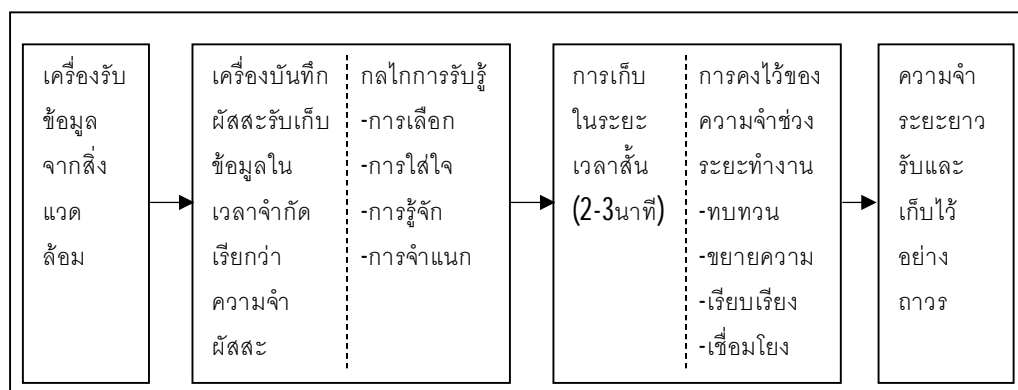 เครื่องรับ
ข้อมูล
จากสิ่ง
แวด
ล้อม
เครื่องบันทึก
ผัสสะรับเก็บ
ข้อมูลใน
เวลาจำกัด
เรียกว่า
ความจำ
ผัสสะ
กลไกการรับรู้
-การเลือก
-การใส่ใจ
-การรู้จัก
-การจำแนก
การเก็บ
ในระยะ
เวลาสั้น
(2-3นาที)
การคงไว้ของ
ความจำช่วง
ระยะทำงาน
-ทบทวน
-ขยายความ
-เรียบเรียง
-เชื่อมโยง
ความจำ
ระยะยาว
รับและ
เก็บไว้
อย่าง
ถาวร